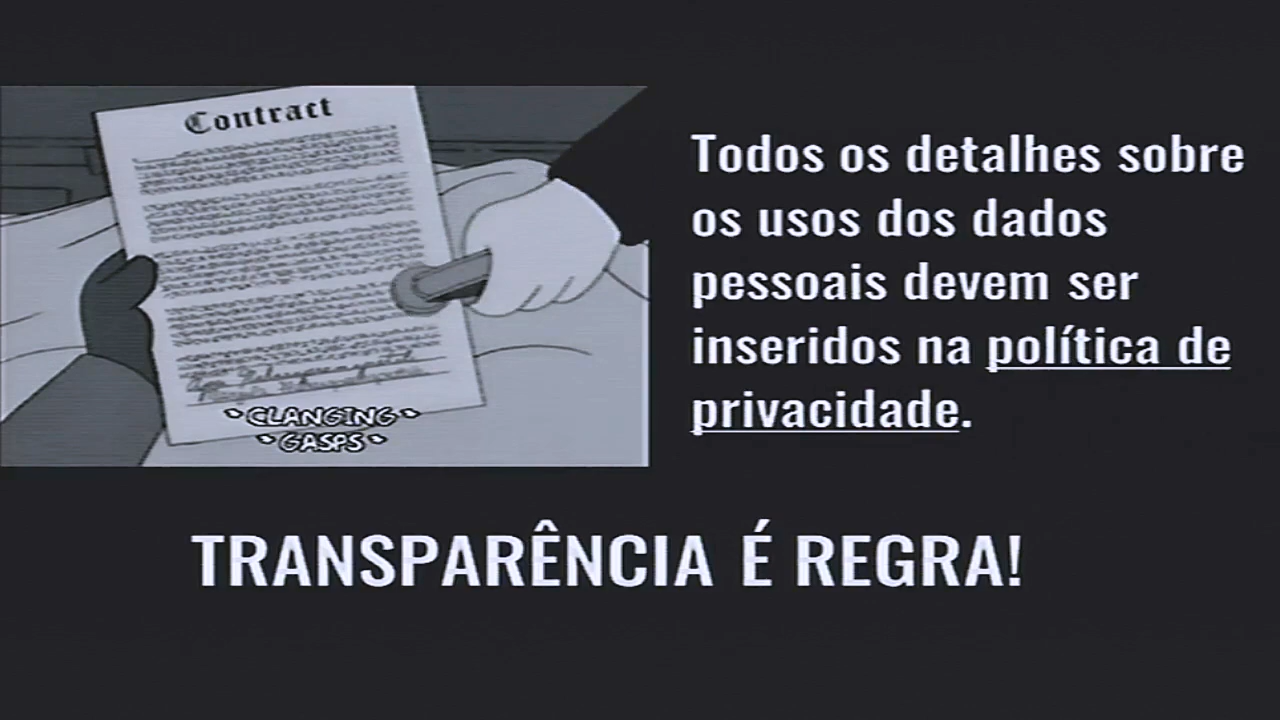 Contract
*CLANGING*
*GASPS*
Todos os detalhes sobre
os usos dos dados
pessoais devem ser
inseridos na política de
privacidade.
TRANSPARÊNCIA É REGRA!